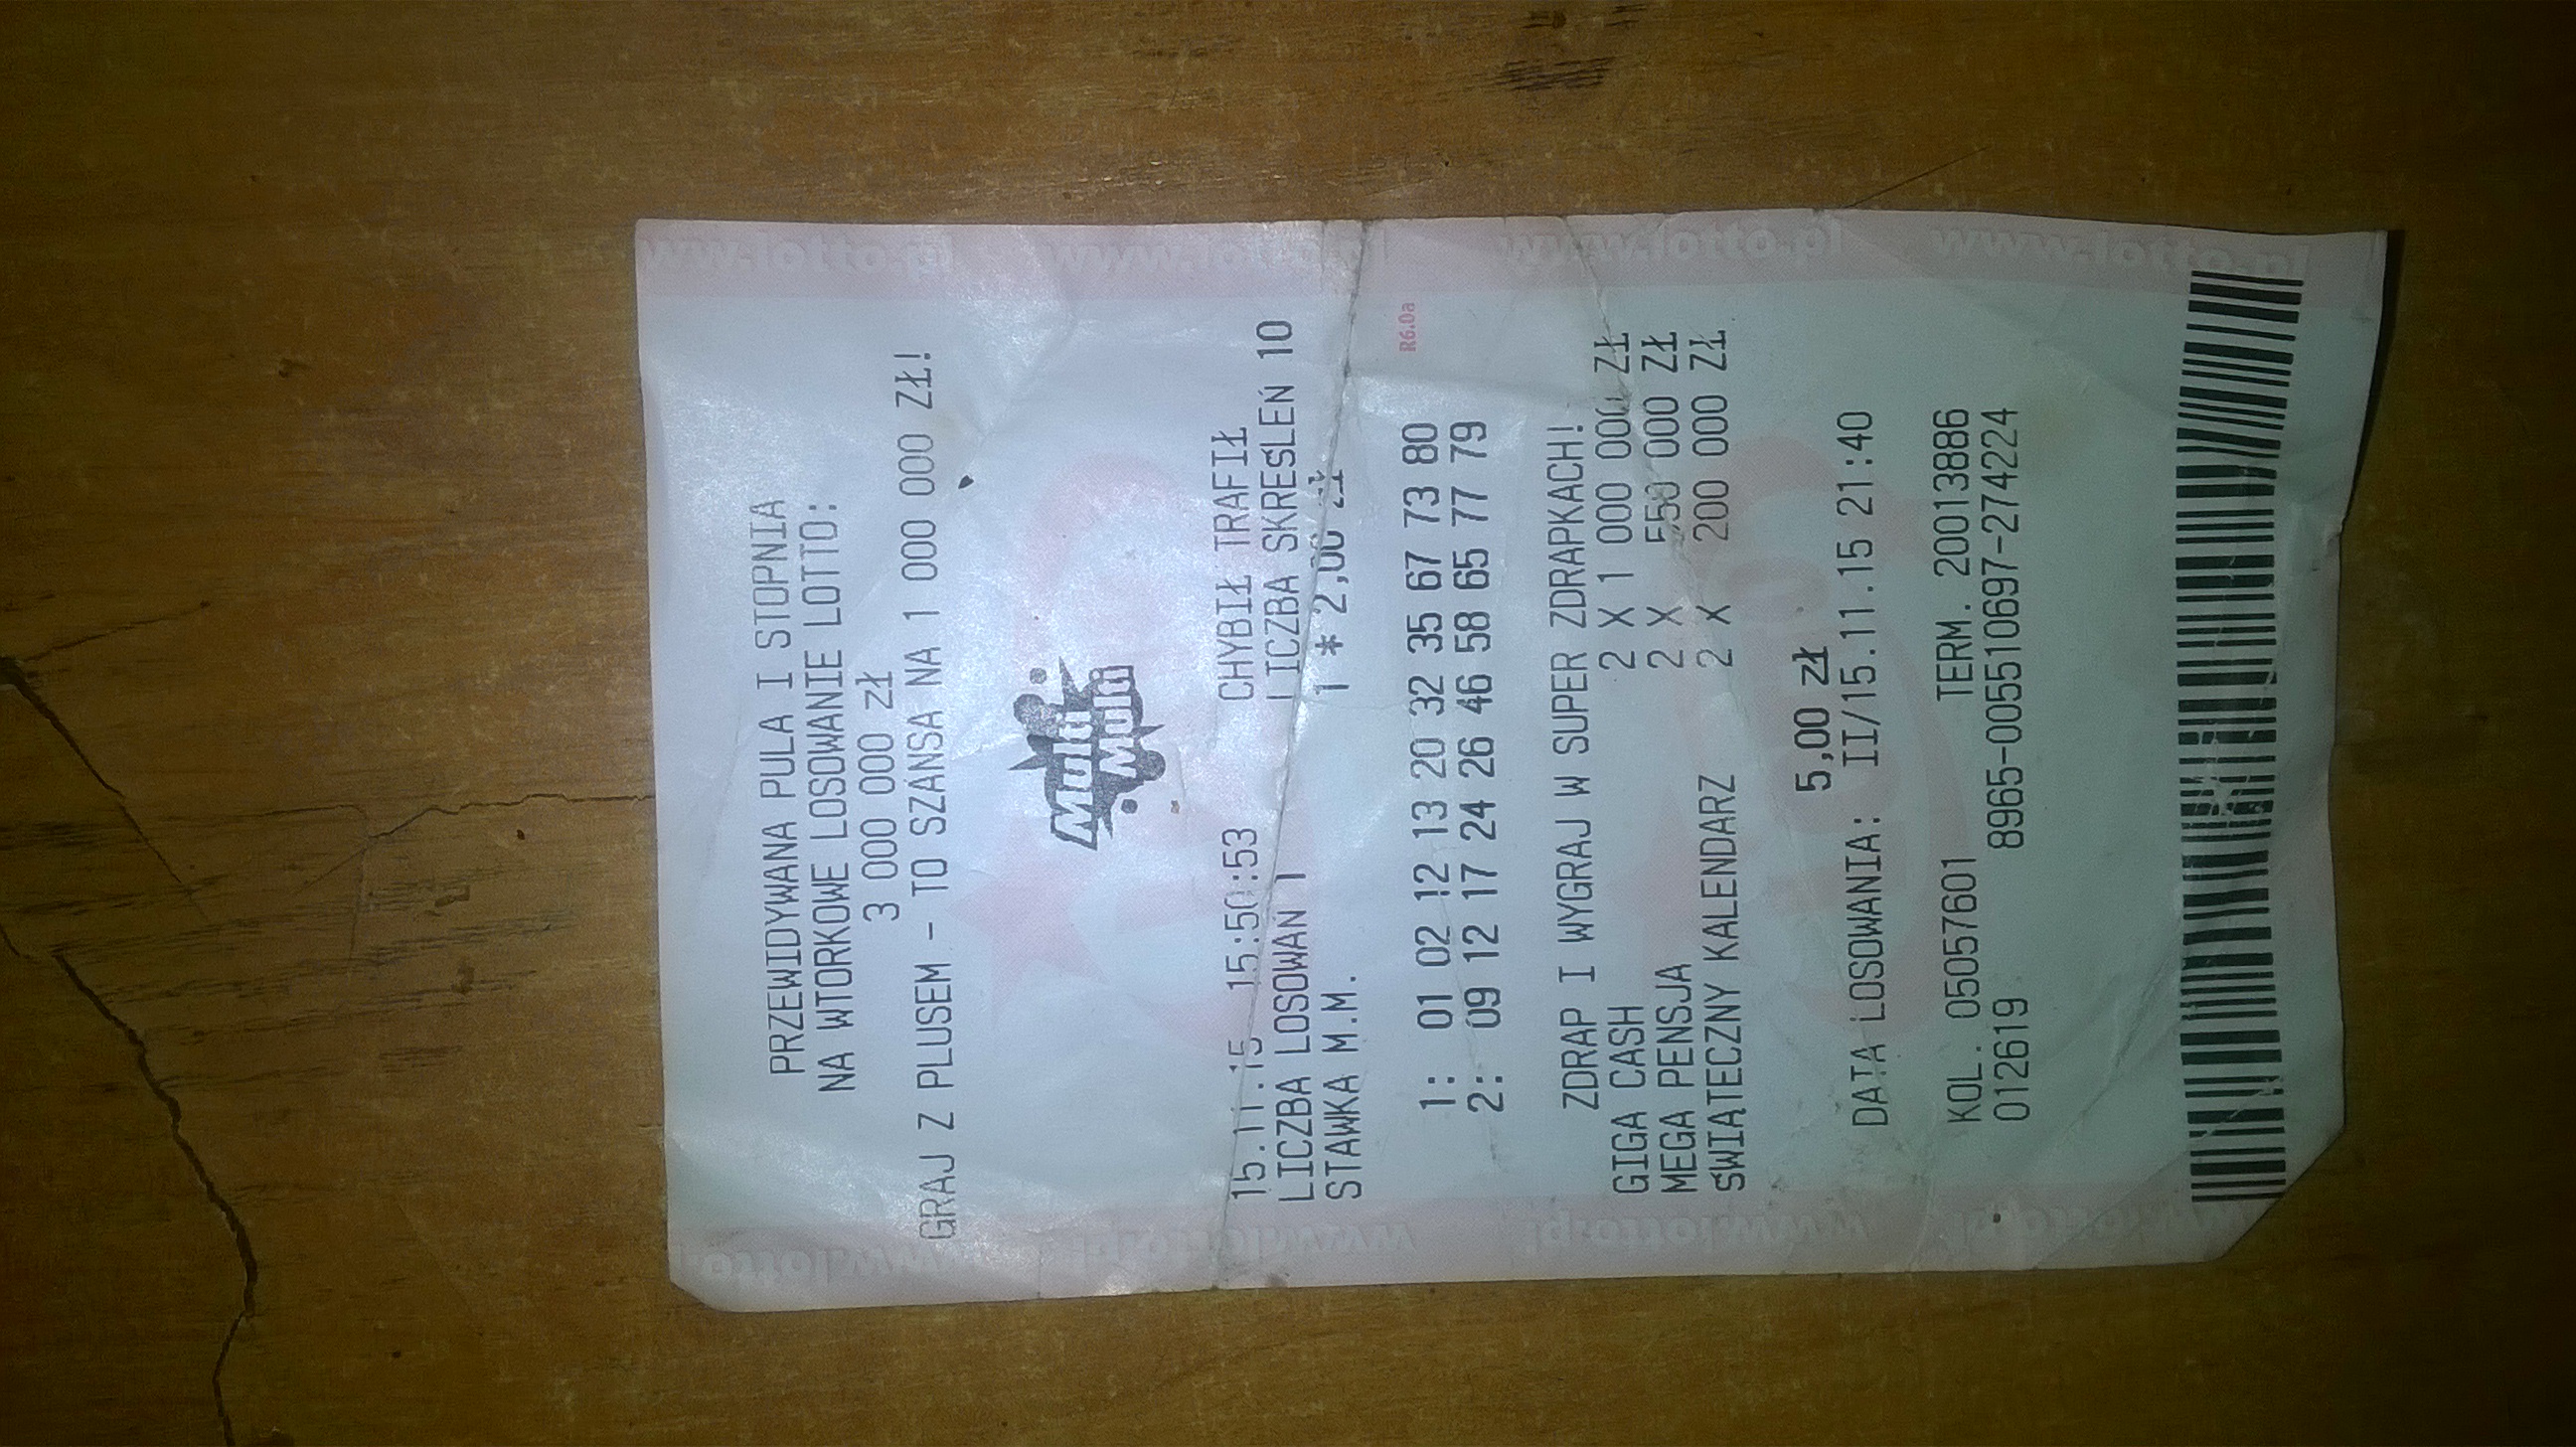 www.lotto.pl www.lotto.pl www.lotto.pl www.lotto.pl
PRZEWIDYWANA PULA I STOPNIA
NA WTORKOWE LOSOWANIE LOTTO:
3 000 000 zł
GRAJ Z PLUSEM - TO SZANSA NA 1 000 000 ZŁ!
Multi
Multi
15.11.15 15:50:53 CHYBIŁ TRAFIŁ
LICZBA LOSOWAŃ 1 LICZBA SKREŚLEŃ 10
STAWKA M.M. 1 * 2,00 zł
R6.0a
1: 01 02 12 13 20 32 35 67 73 80
2: 09 12 17 24 26 46 58 65 77 79
ZDRAP I WYGRAJ W SUPER ZDRAPKACH!
GIGA CASH 2 X 1 000 000 ZŁ
MEGA PENSJA 2 X 550 000 ZŁ
ŚWIĄTECZNY KALENDARZ 2 X 200 000 ZŁ
5,00 zł
DATA LOSOWANIA: II/15.11.15 21:40
KOL. 05057601 TERM. 20013886
0122619 8965-005510697-274224
www.lotto.pl www.lotto.pl www.lotto.pl www.lotto.pl